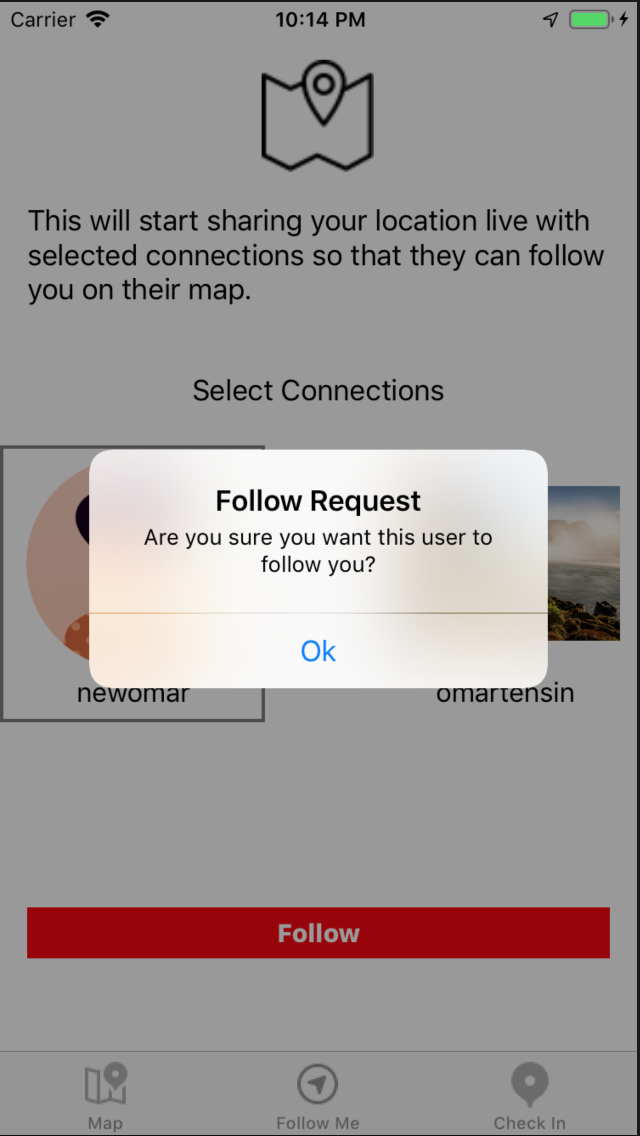 Carrier 10:14 PM
This will start sharing your location live with
selected connections so that they can follow
you on their map.
Select Connections
Follow Request
Are you sure you want this user to
follow you?
Ok
newomar omartensin
Follow
Map Follow Me Check In